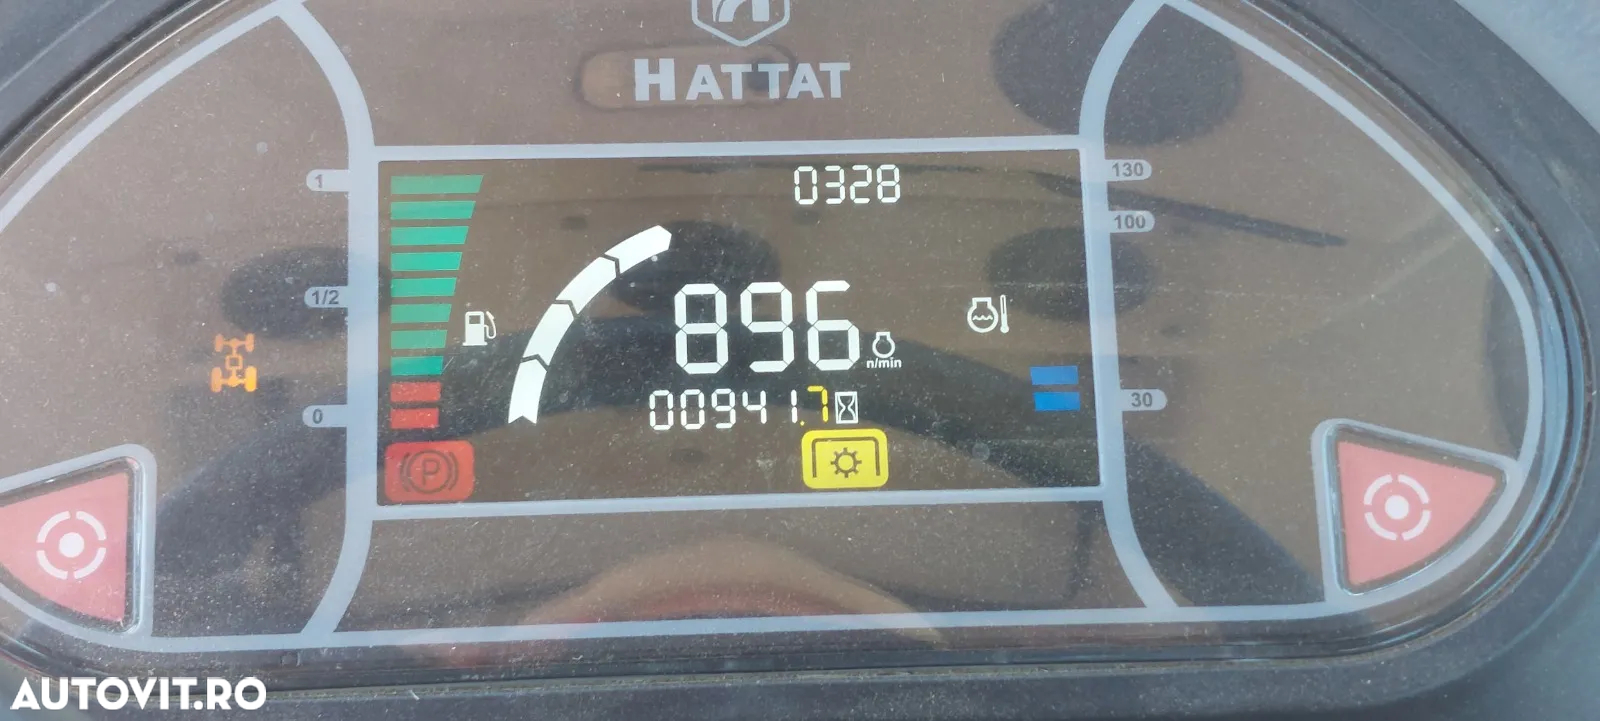 HATTAT
0328
1
130
100
1/2
896
n/min
00941.7
30
0
P
AUTOVIT.RO